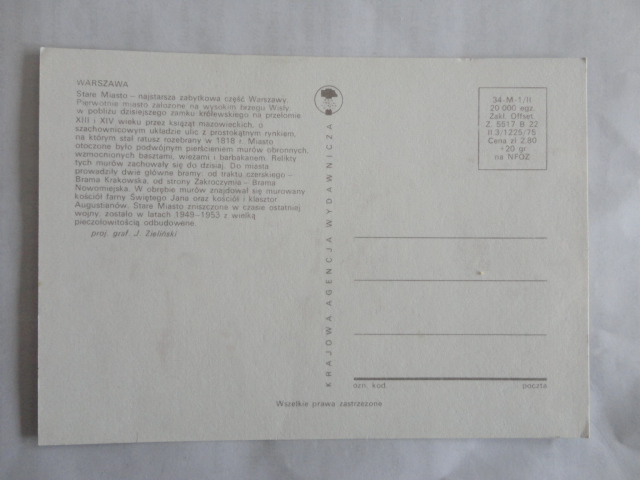 WARSZAWA
Stare Miasto – najstarsza zabytkowa część Warszawy.
Pierwotnie miasto założone na wysokim brzegu Wisły,
w pobliżu dzisiejszego zamku królewskiego na przełomie
XIII i XIV wieku przez książąt mazowieckich, o
szachownicowym układzie ulic z prostokątnym rynkiem,
na którym stał ratusz rozebrany w 1818 r. Miasto
otoczone było podwójnym pierścieniem murów obronnych,
wzmocnionych basztami, wieżami i barbakanem. Relikty
tych murów zachowały się do dzisiaj. Do miasta
prowadziły dwie główne bramy: od traktu czerskiego –
Brama Krakowska, od strony Zakroczymia – Brama
Nowomiejska. W obrębie murów znajdował się murowany
kościół farny Świętego Jana oraz kościół i klasztor
Augustianów. Stare Miasto zniszczone w czasie ostatniej
wojny, zostało w latach 1949–1953 z wielką
pieczołowitością odbudowane.
proj. graf. J. Zieliński
KRAJOWA AGENCJA WYDAWNICZA
34-M-1/II
20 000 egz.
Zakł. Offset.
Z. 5517 B 22
II.3/1225/75
Cena zł 2,80
+20 gr
na NFOZ
ozn. kod. poczta
Wszelkie prawa zastrzeżone